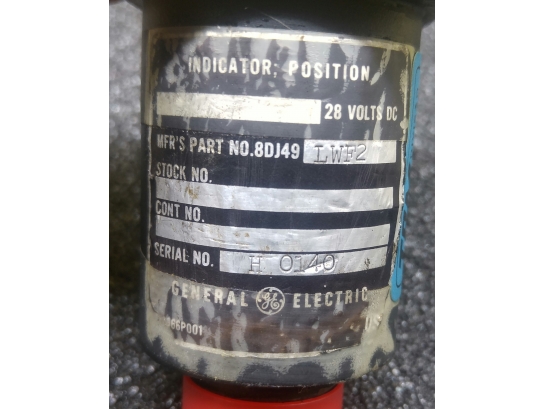 INDICATOR; POSITION
28 VOLTS DC
MFR'S PART NO.8DJ49 LWF2
STOCK NO.
CONT NO.
SERIAL NO. H 0140
GENERAL GE ELECTRIC